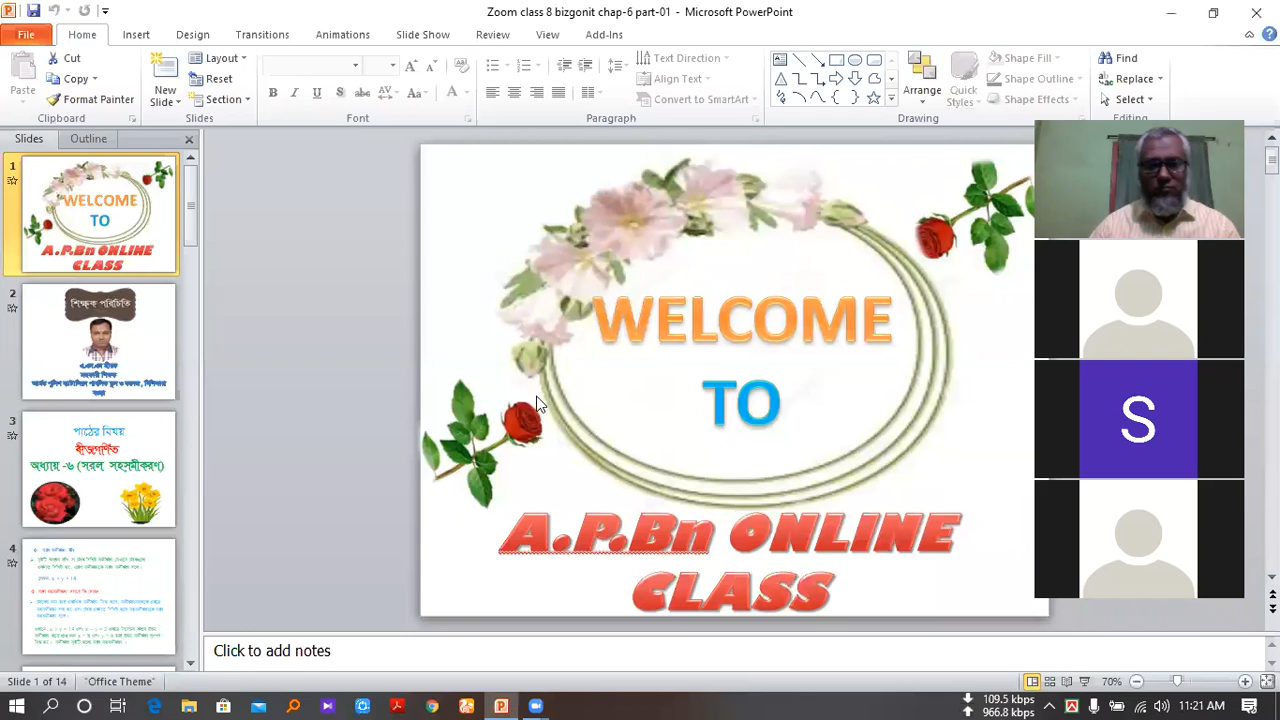 Zoom class 8 bizgonit chap-6 part-01 - Microsoft PowerPoint
File Home Insert Design Transitions Animations Slide Show Review View Add-Ins
Cut
Copy
Format Painter
Paste
Clipboard
New Slide
Layout
Reset
Section
Slides
Font
Text Direction
Align Text
Convert to SmartArt
Paragraph
Arrange
Quick Styles
Shape Fill
Shape Outline
Shape Effects
Drawing
Find
Replace
Select
Editing
Slides Outline
1
WELCOME
TO
A.P.Bn ONLINE
CLASS
2
শিক্ষক পরিচিতি
3
পাঠের বিষয়
বীজগণিত
অধ্যায় -৬ (সরল সহসমীকরণ)
4
WELCOME
TO
A.P.Bn ONLINE
CLASS
S
Click to add notes
Slide 1 of 14 "Office Theme" 70%
109.5 kbps
966.8 kbps
11:21 AM